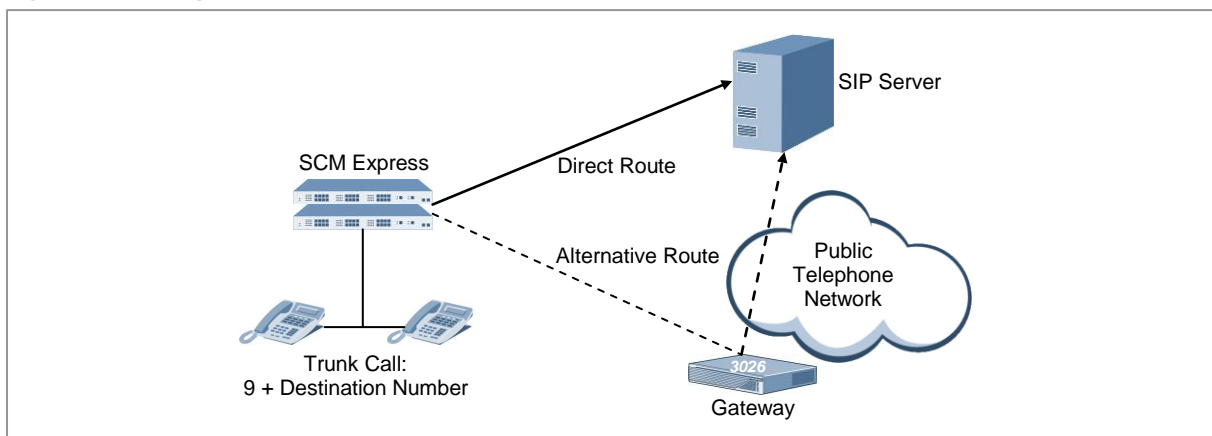 SIP Server
SCM Express
Direct Route
Alternative Route
Public
Telephone
Network
Trunk Call:
9 + Destination Number
3026
Gateway